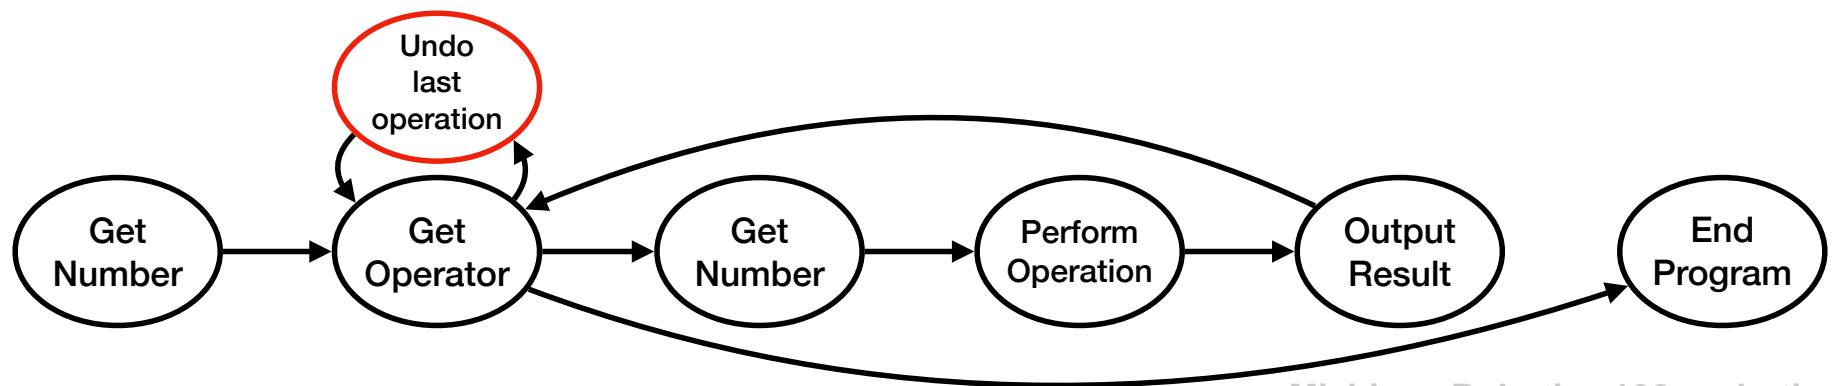 Undo
last
operation
Get
Number
Get
Operator
Get
Number
Perform
Operation
Output
Result
End
Program